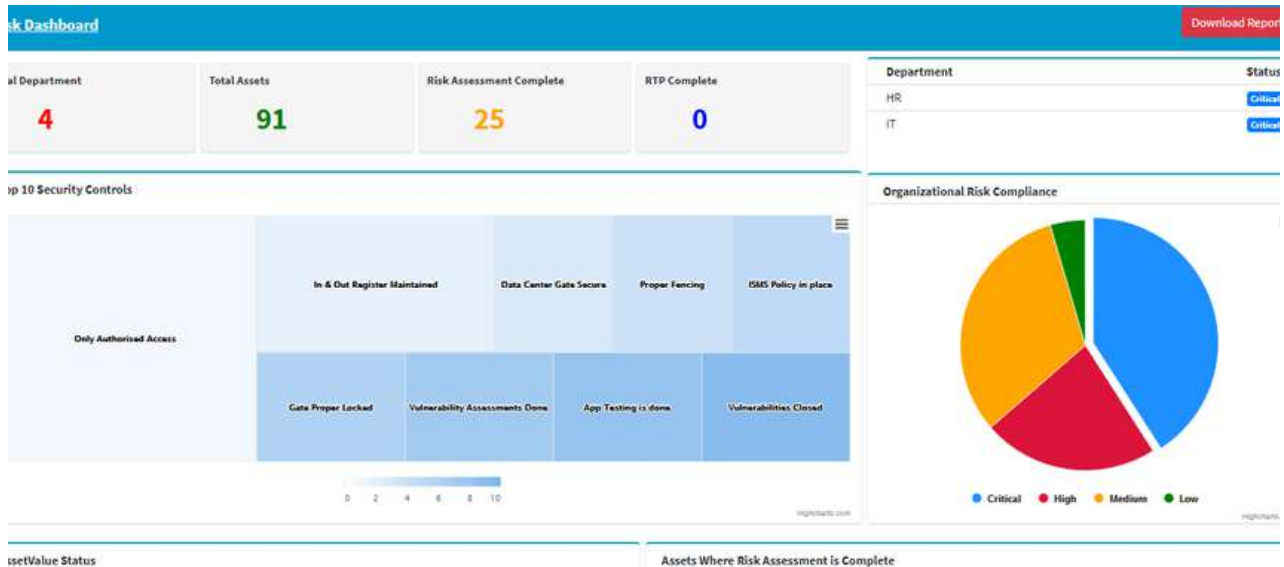 sk Dashboard
Download Report
al Department
Total Assets
Risk Assessment Complete
RTP Complete
4
91
25
0
Department Status
HR Critical
IT Critical
op 10 Security Controls
Only Authorised Access
In & Out Register Maintained
Data Center Gate Secure
Proper Fencing
ISMS Policy in place
Gate Proper Locked
Vulnerability Assessments Done
App Testing is done
Vulnerabilities Closed
0 2 4 6 8 10
Highcharts.com
Organizational Risk Compliance
Critical High Medium Low
Highcharts
ssetValue Status
Assets Where Risk Assessment is Complete